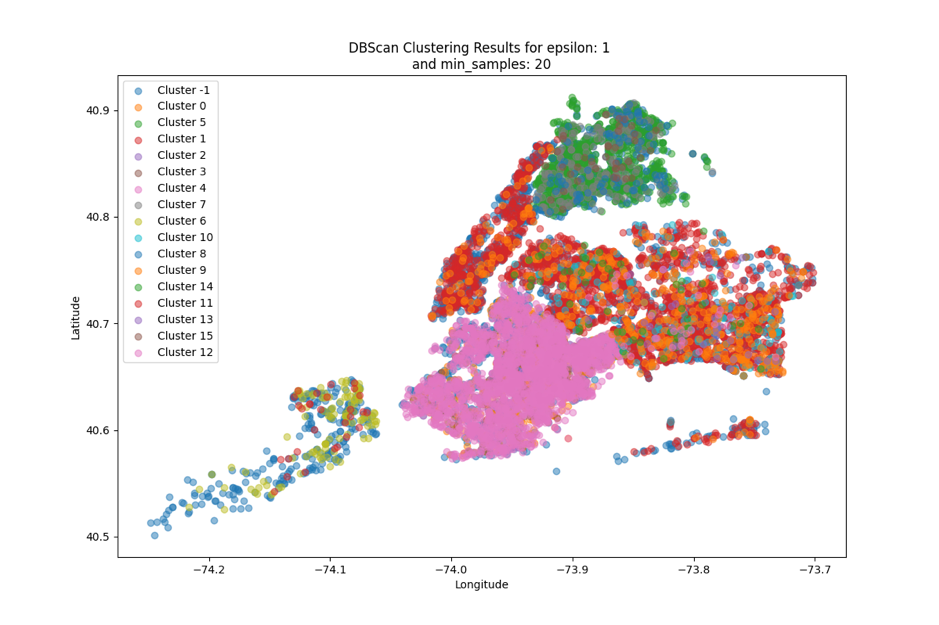 DBScan Clustering Results for epsilon: 1
and min_samples: 20
Cluster -1
Cluster 0
Cluster 5
Cluster 1
Cluster 2
Cluster 3
Cluster 4
Cluster 7
Cluster 6
Cluster 10
Cluster 8
Cluster 9
Cluster 14
Cluster 11
Cluster 13
Cluster 15
Cluster 12
Latitude
40.9
40.8
40.7
40.6
40.5
−74.2 −74.1 −74.0 −73.9 −73.8 −73.7
Longitude